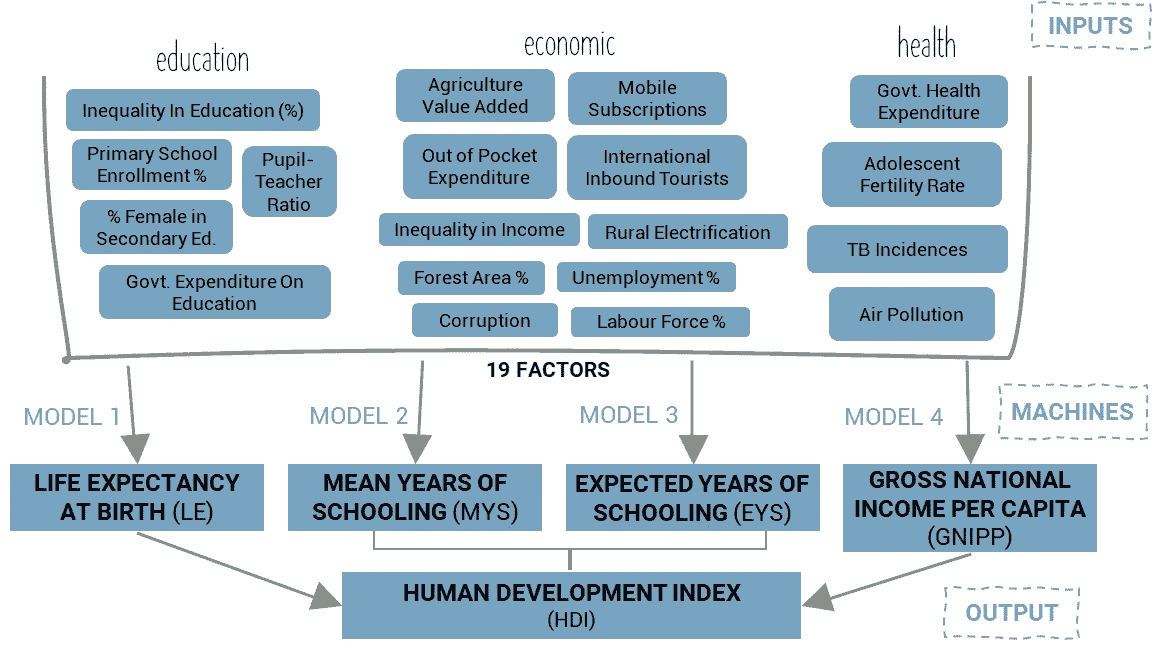 INPUTS
education
economic
health
Inequality In Education (%)
Primary School
Enrollment %
Pupil-
Teacher
Ratio
% Female in
Secondary Ed.
Govt. Expenditure On
Education
Agriculture
Value Added
Mobile
Subscriptions
Out of Pocket
Expenditure
International
Inbound Tourists
Inequality in Income
Rural Electrification
Forest Area %
Unemployment %
Corruption
Labour Force %
Govt. Health
Expenditure
Adolescent
Fertility Rate
TB Incidences
Air Pollution
19 FACTORS
MODEL 1
MODEL 2
MODEL 3
MODEL 4
MACHINES
LIFE EXPECTANCY
AT BIRTH (LE)
MEAN YEARS OF
SCHOOLING (MYS)
EXPECTED YEARS OF
SCHOOLING (EYS)
GROSS NATIONAL
INCOME PER CAPITA
(GNIPP)
HUMAN DEVELOPMENT INDEX
(HDI)
OUTPUT